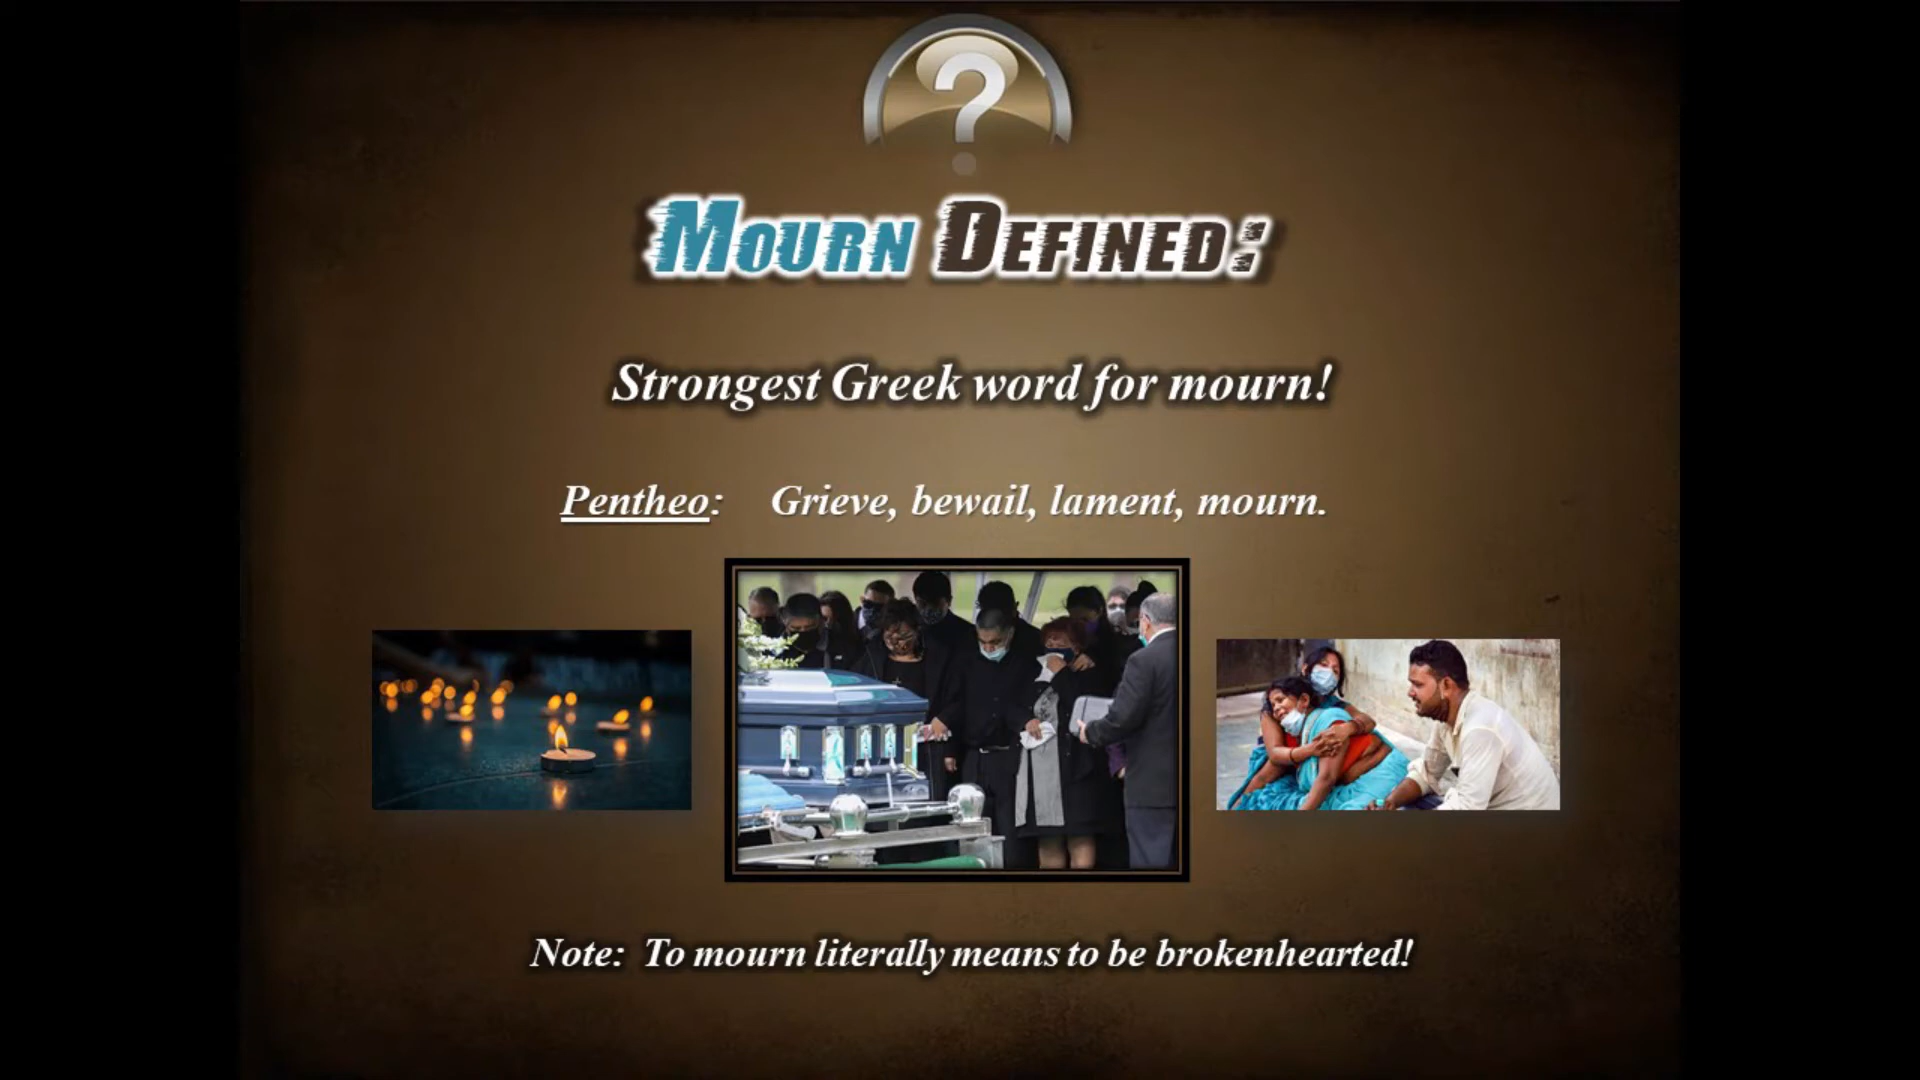 ?
Mourn Defined:
Strongest Greek word for mourn!
Pentheo: Grieve, bewail, lament, mourn.
Note: To mourn literally means to be brokenhearted!